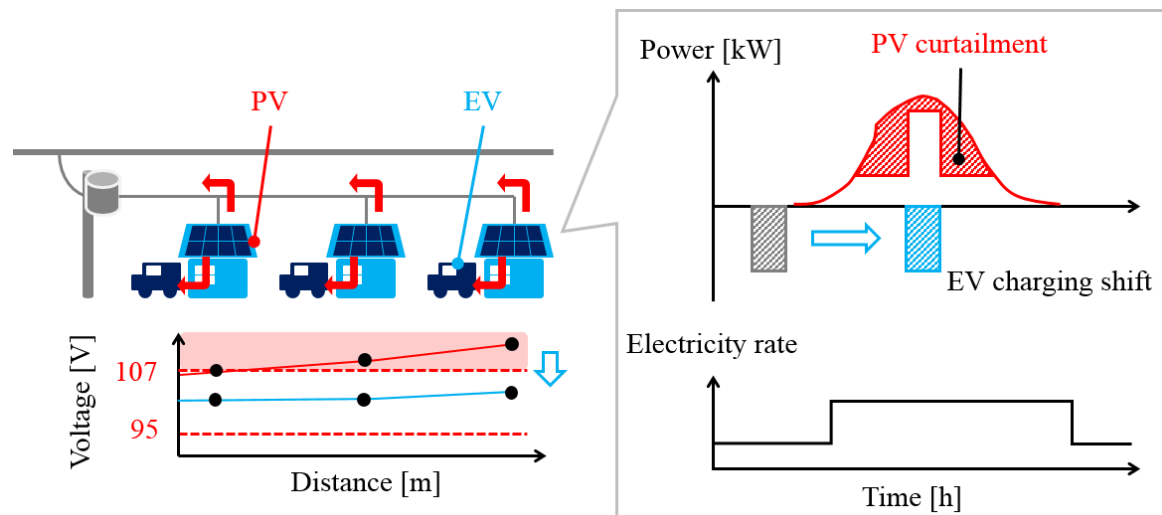 PV
EV
Voltage [V]
107
95
Distance [m]
Power [kW]
PV curtailment
EV charging shift
Electricity rate
Time [h]